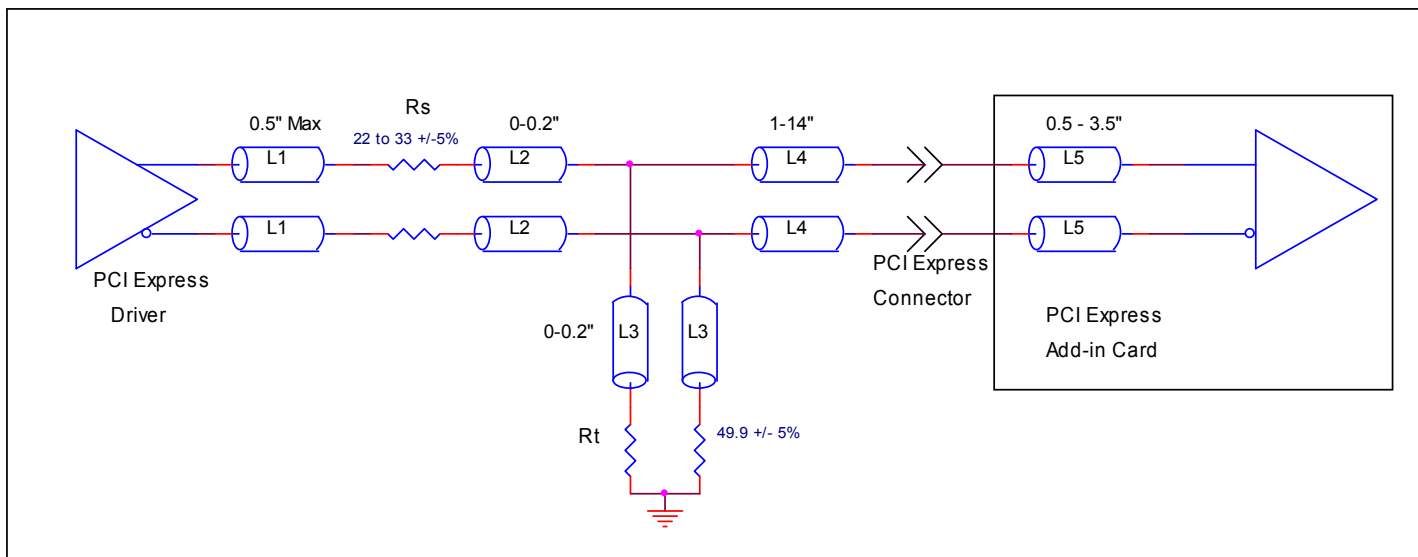 Rs
0.5" Max
22 to 33 +/-5%
0-0.2"
1-14"
0.5 - 3.5"
L1
L2
L4
L5
L1
L2
L4
L5
PCI Express
Driver
PCI Express
Connector
0-0.2"
L3
L3
PCI Express
Add-in Card
Rt
49.9 +/- 5%